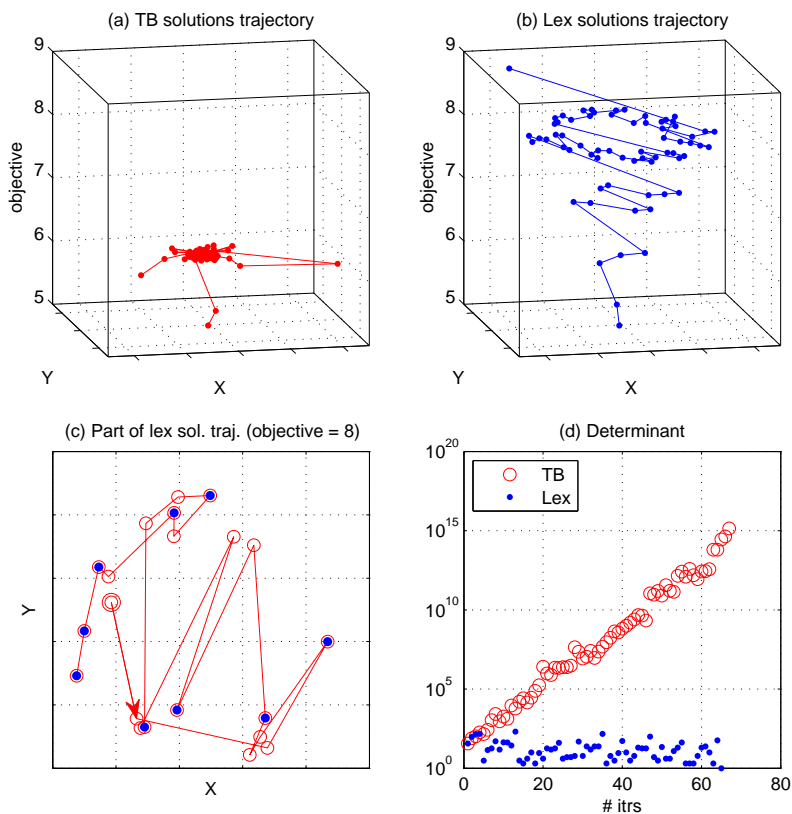 (a) TB solutions trajectory
9
8
7
6
5
objective
Y
X
(b) Lex solutions trajectory
9
8
7
6
5
objective
Y
X
(c) Part of lex sol. traj. (objective = 8)
Y
X
(d) Determinant
10^20
10^15
10^10
10^5
10^0
TB
Lex
0 20 40 60 80
# itrs